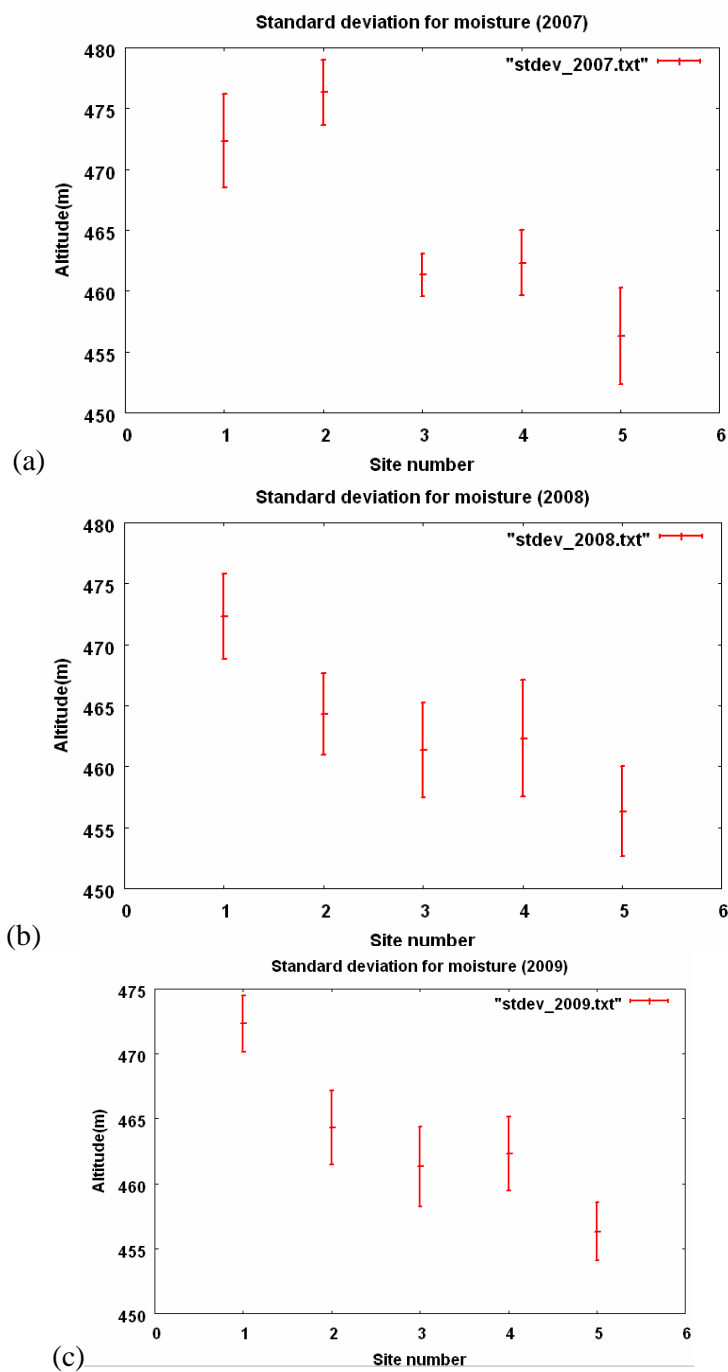 Standard deviation for moisture (2007)
480
"stdev_2007.txt"
475
470
465
460
455
450
Altitude(m)
0 1 2 3 4 5 6
Site number
(a)
Standard deviation for moisture (2008)
480
"stdev_2008.txt"
475
470
465
460
455
450
Altitude(m)
0 1 2 3 4 5 6
Site number
(b)
Standard deviation for moisture (2009)
475
"stdev_2009.txt"
470
465
460
455
450
Altitude(m)
0 1 2 3 4 5 6
Site number
(c)